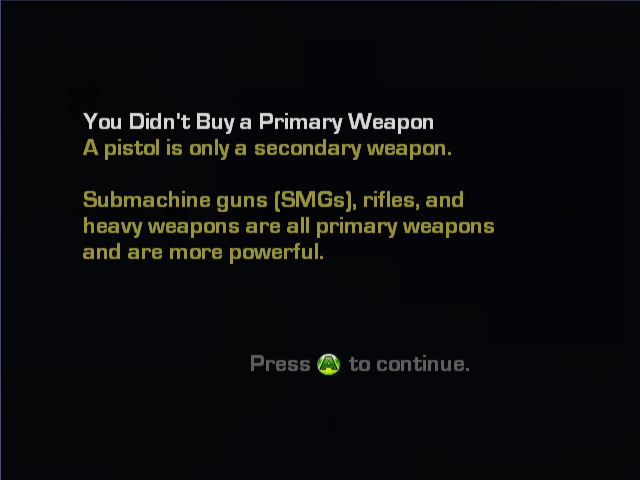 You Didn't Buy a Primary Weapon
A pistol is only a secondary weapon.
Submachine guns (SMGs), rifles, and
heavy weapons are all primary weapons
and are more powerful.
Press A to continue.